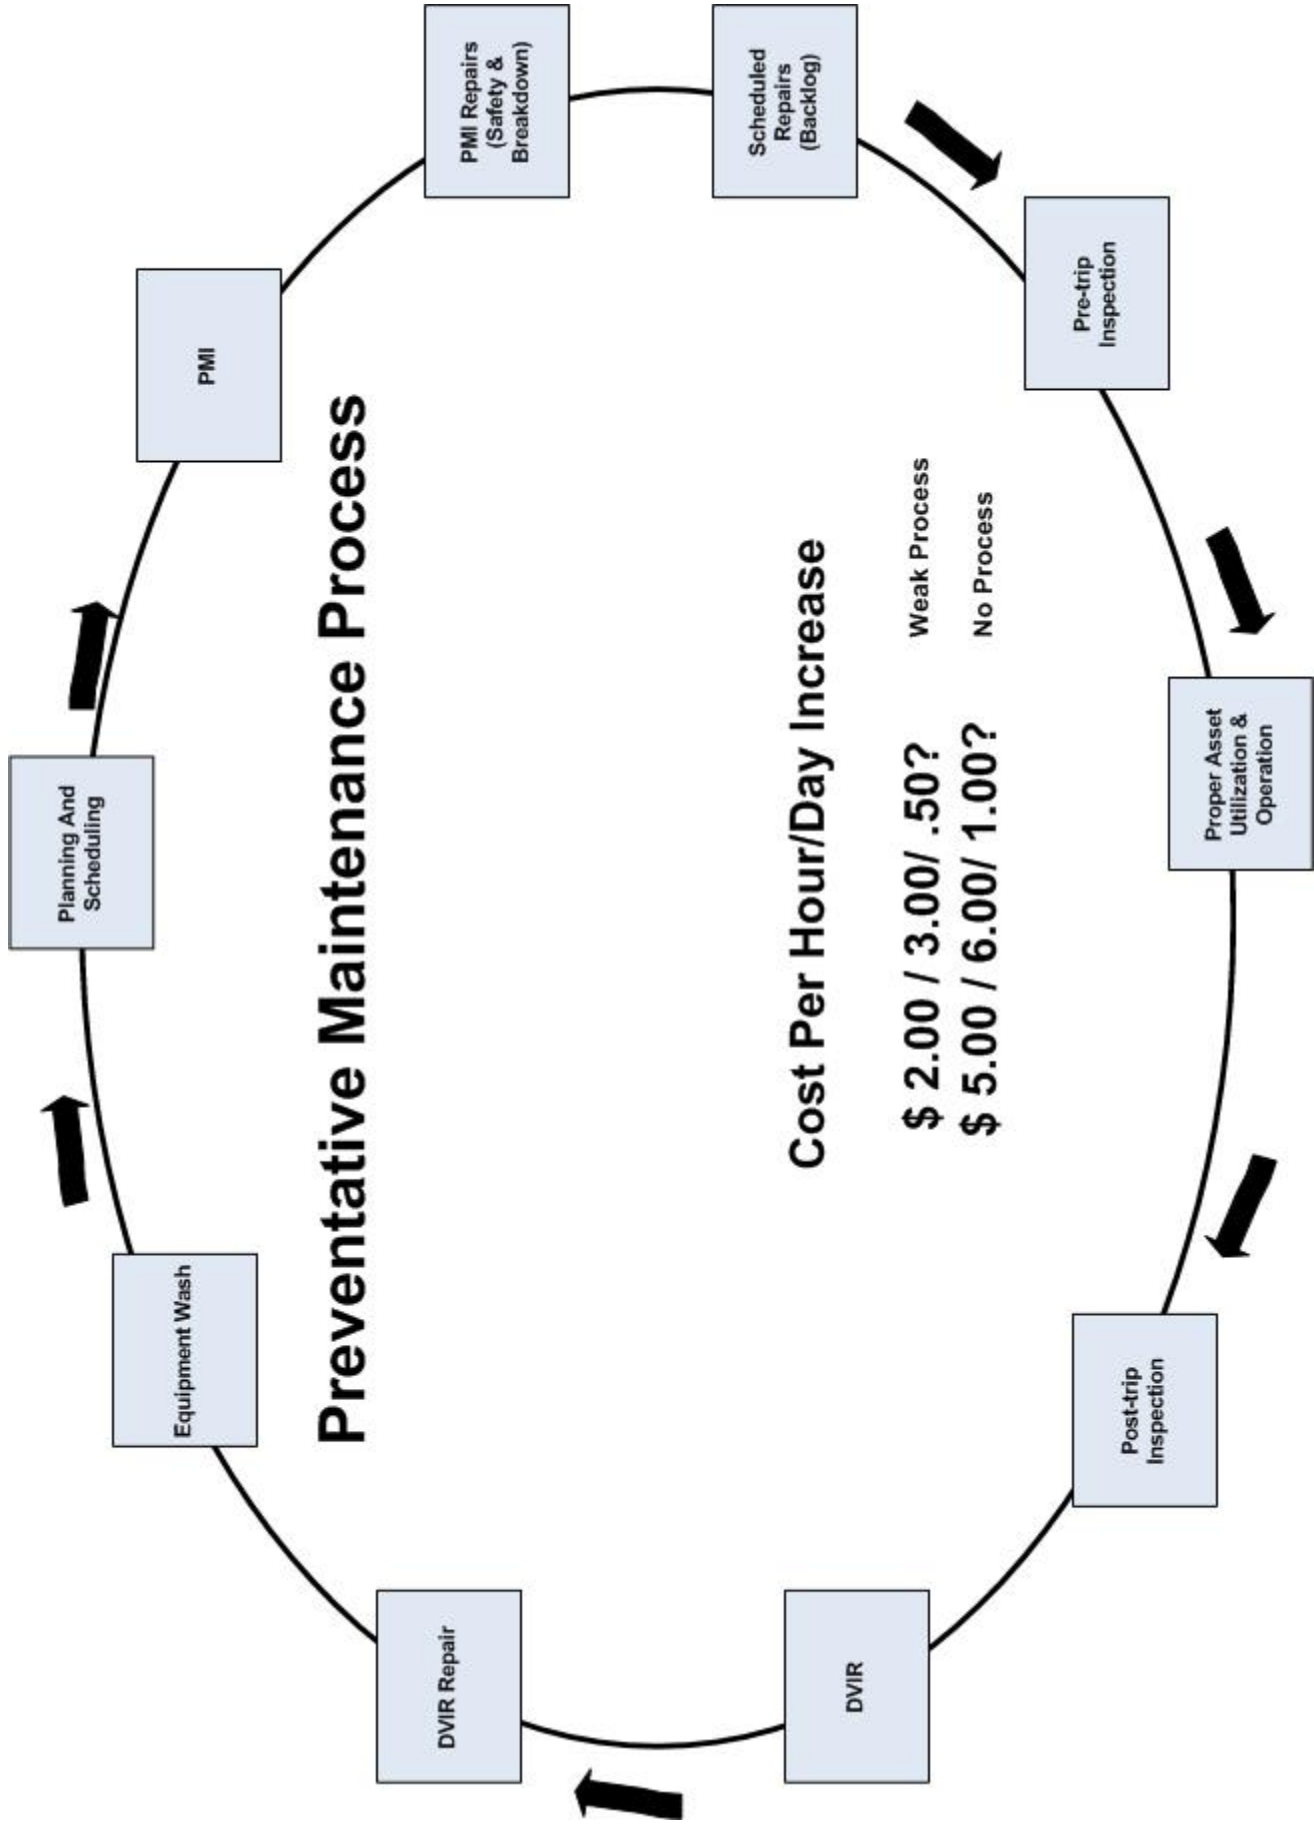 Planning And
Scheduling
PMI
PMI Repairs
(Safety &
Breakdown)
Scheduled
Repairs
(Backlog)
Pre-trip
Inspection
Proper Asset
Utilization &
Operation
Post-trip
Inspection
DVIR
DVIR Repair
Equipment Wash
Preventative Maintenance Process
Cost Per Hour/Day Increase
$ 2.00 / 3.00/ .50? Weak Process
$ 5.00 / 6.00/ 1.00? No Process